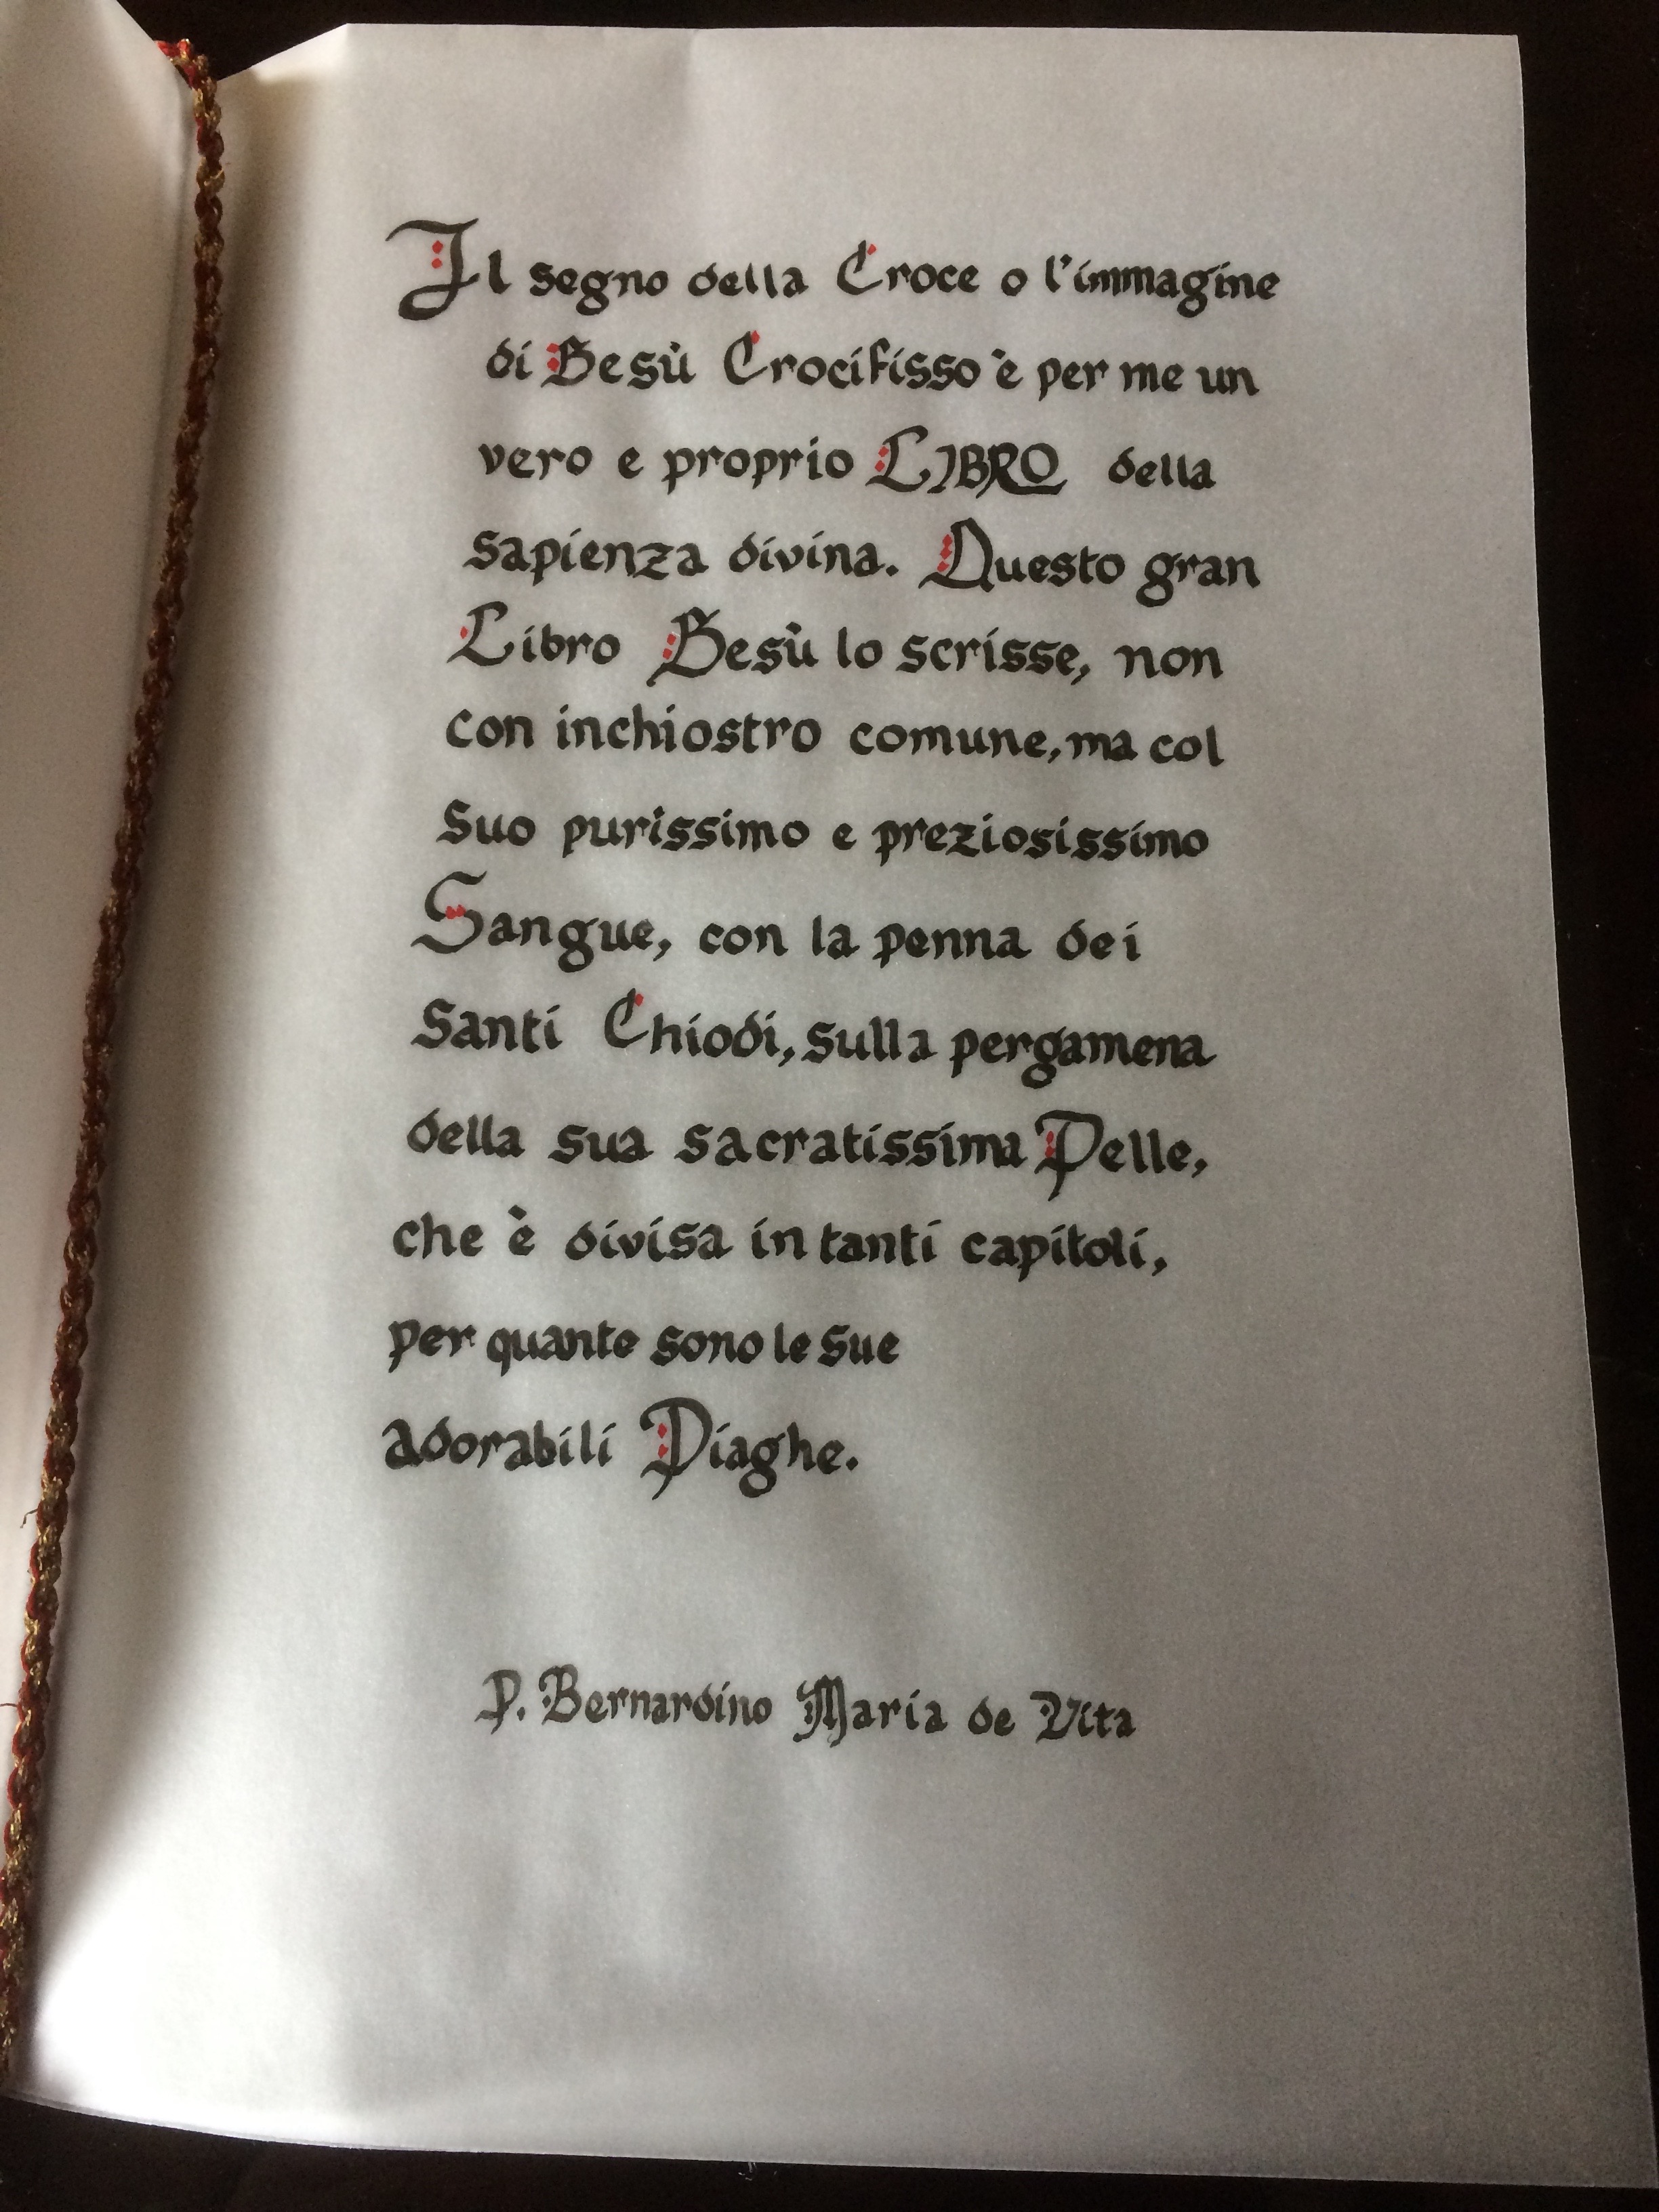 Il segno della Croce o l'immagine
di Gesù Crocifisso è per me un
vero e proprio LIBRO della
sapienza divina. Questo gran
Libro Gesù lo scrisse, non
con inchiostro comune, ma col
Suo purissimo e preziosissimo
Sangue, con la penna dei
Santi Chiodi, sulla pergamena
della sua sacratissima Pelle,
che è divisa in tanti capitoli,
per quante sono le Sue
adorabili Piaghe.
P. Bernardino Maria de Vita